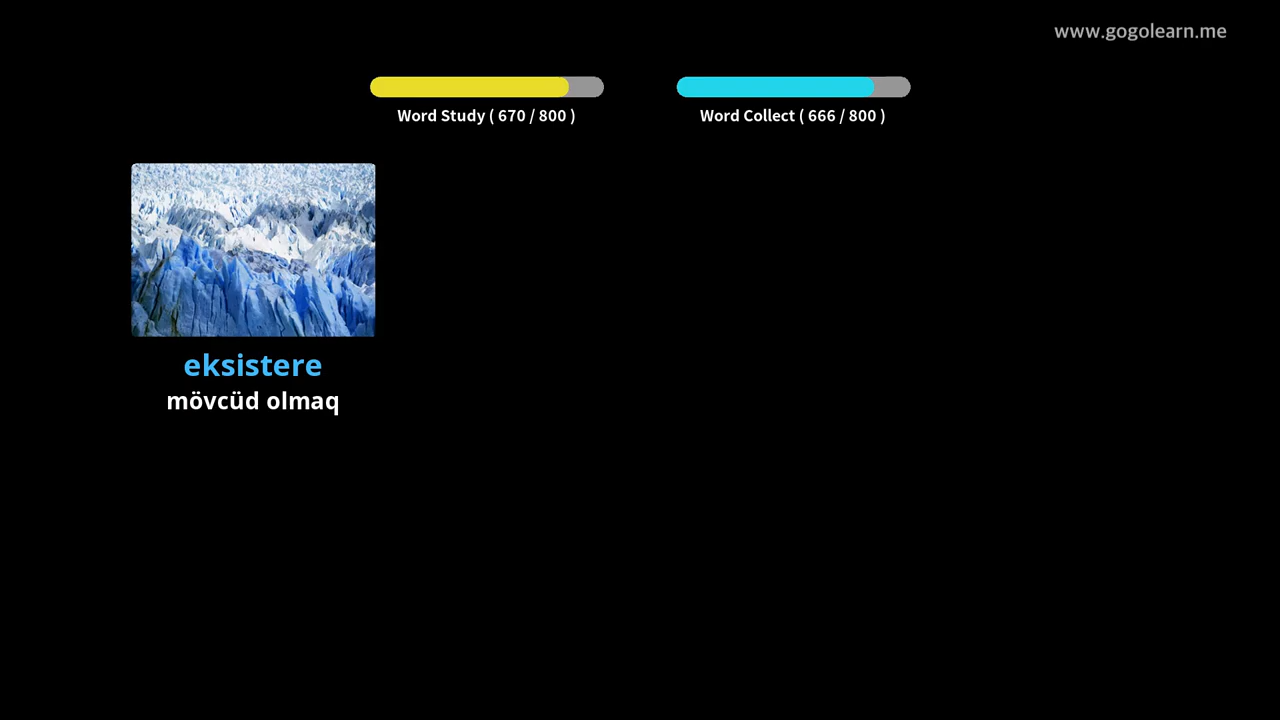 www.gogolearn.me
Word Study ( 670 / 800 )
Word Collect ( 666 / 800 )
eksistere
mövcüd olmaq